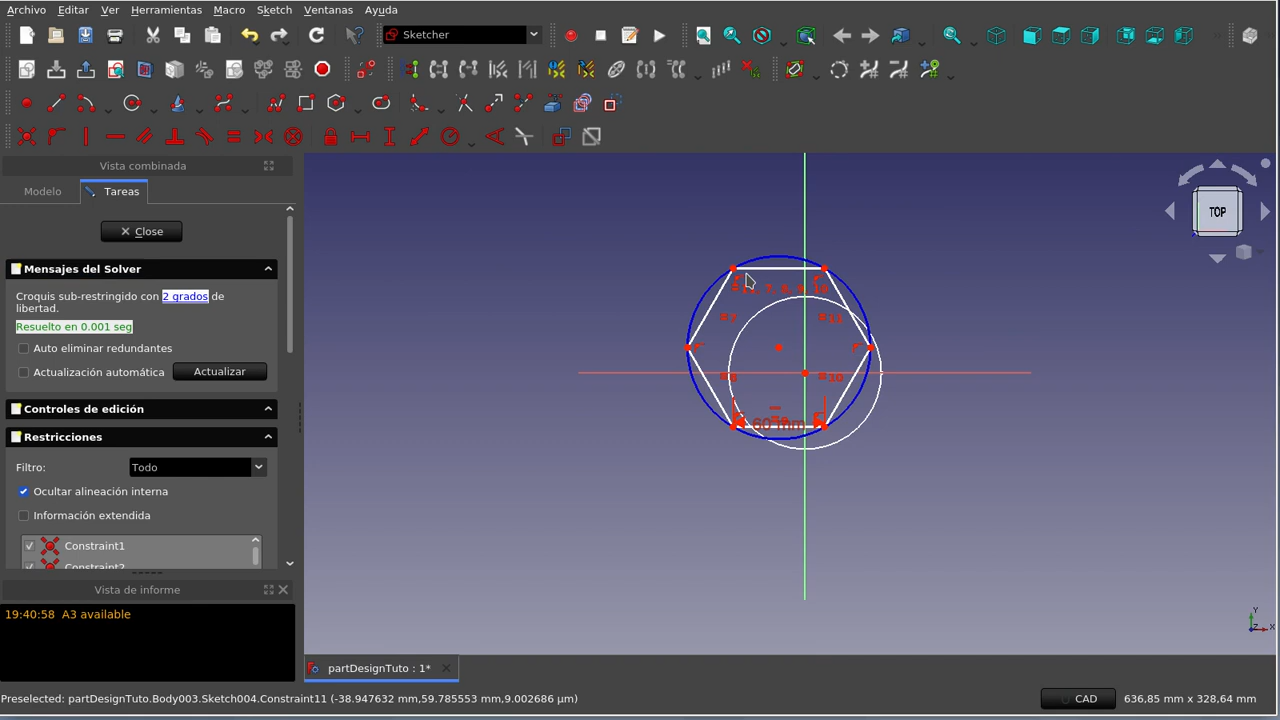 Archivo Editar Ver Herramientas Macro Sketch Ventanas Ayuda
Sketcher
Vista combinada
Modelo Tareas
Close
Mensajes del Solver
Croquis sub-restringido con 2 grados de
libertad.
Resuelto en 0.001 seg
Auto eliminar redundantes
Actualización automática Actualizar
Controles de edición
Restricciones
Filtro: Todo
Ocultar alineación interna
Información extendida
Constraint1
Constraint2
Vista de informe
19:40:58 A3 available
TOP
60 mm
Y
Z X
partDesignTuto : 1*
Preselected: partDesignTuto.Body003.Sketch004.Constraint11 (-38.947632 mm,59.785553 mm,9.002686 µm)
CAD 636,85 mm x 328,64 mm